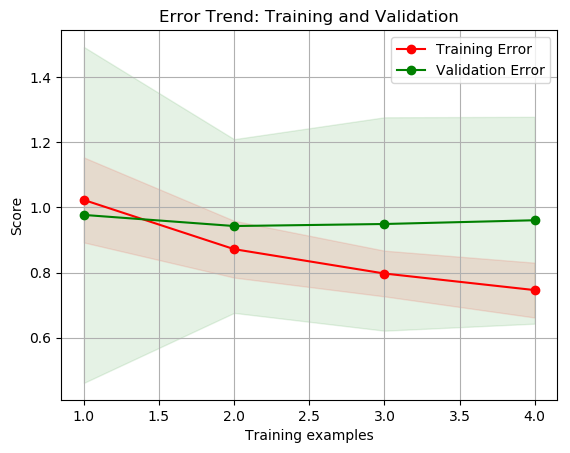 Error Trend: Training and Validation
Training Error
Validation Error
Score
1.4
1.2
1.0
0.8
0.6
1.0 1.5 2.0 2.5 3.0 3.5 4.0
Training examples